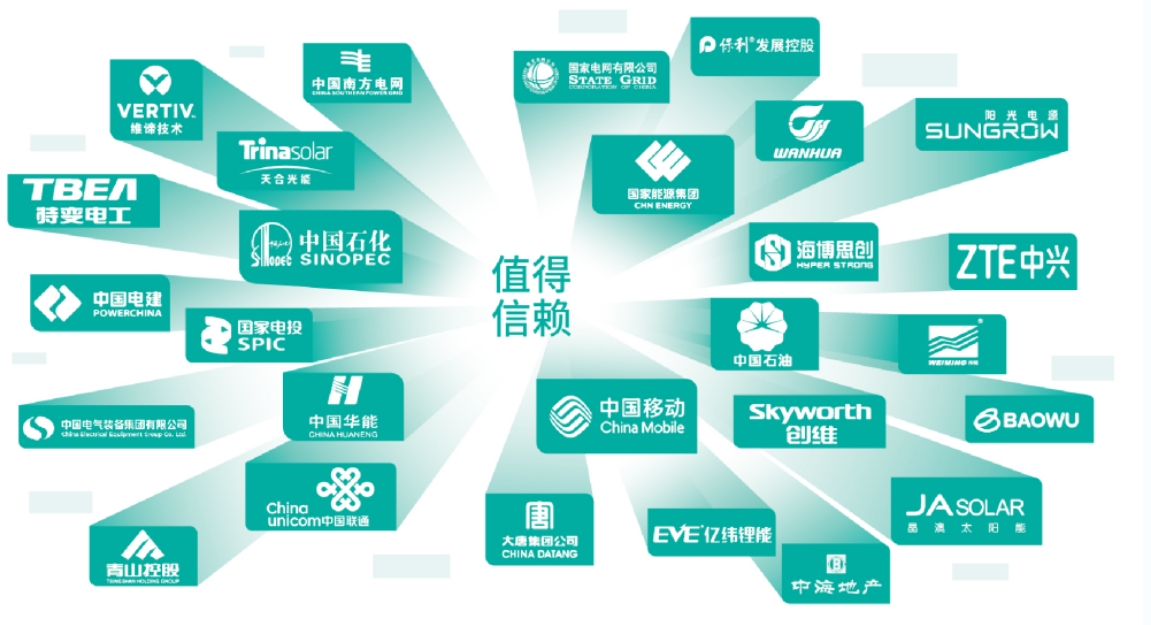 保利®发展控股
中国南方电网
CHINA SOUTHERN POWER GRID
国家电网有限公司
STATE GRID
CORPORATION OF CHINA
VERTIV.
维谛技术
Trinasolar
天合光能
WANHUA
阳光电源
SUNGROW
TBEA
特变电工
国家能源集团
CHN ENERGY
中国石化
SINOPEC
Sinopec
海博思创
HYPER STRONG
ZTE中兴
值得
信赖
中国电建
POWERCHINA
国家电投
SPIC
中国石油
WEIMING
中国华能
CHINA HUANENG
中国移动
China Mobile
Skyworth
创维
BAOWU
中国电气装备集团有限公司
China Electrical Equipment Group Co., Ltd.
China
unicom中国联通
唐
大唐集团公司
CHINA DATANG
EVE®亿纬锂能
JA SOLAR
晶澳太阳能
青山控股
TSINGSHAN HOLDING GROUP
中海地产